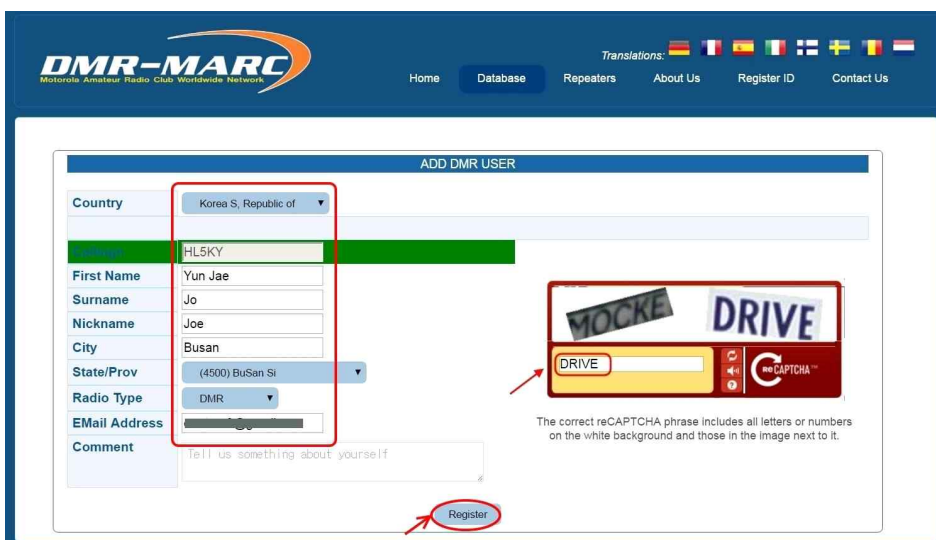 DMR-MARC
Motorola Amateur Radio Club Worldwide Network
Translations:
Home Database Repeaters About Us Register ID Contact Us
ADD DMR USER
Country Korea S, Republic of
HL5KY
First Name Yun Jae
Surname Jo
Nickname Joe
City Busan
State/Prov (4500) BuSan Si
Radio Type DMR
EMail Address
Comment Tell us something about yourself
MOCKE DRIVE
DRIVE
reCAPTCHA™
The correct reCAPTCHA phrase includes all letters or numbers
on the white background and those in the image next to it.
Register